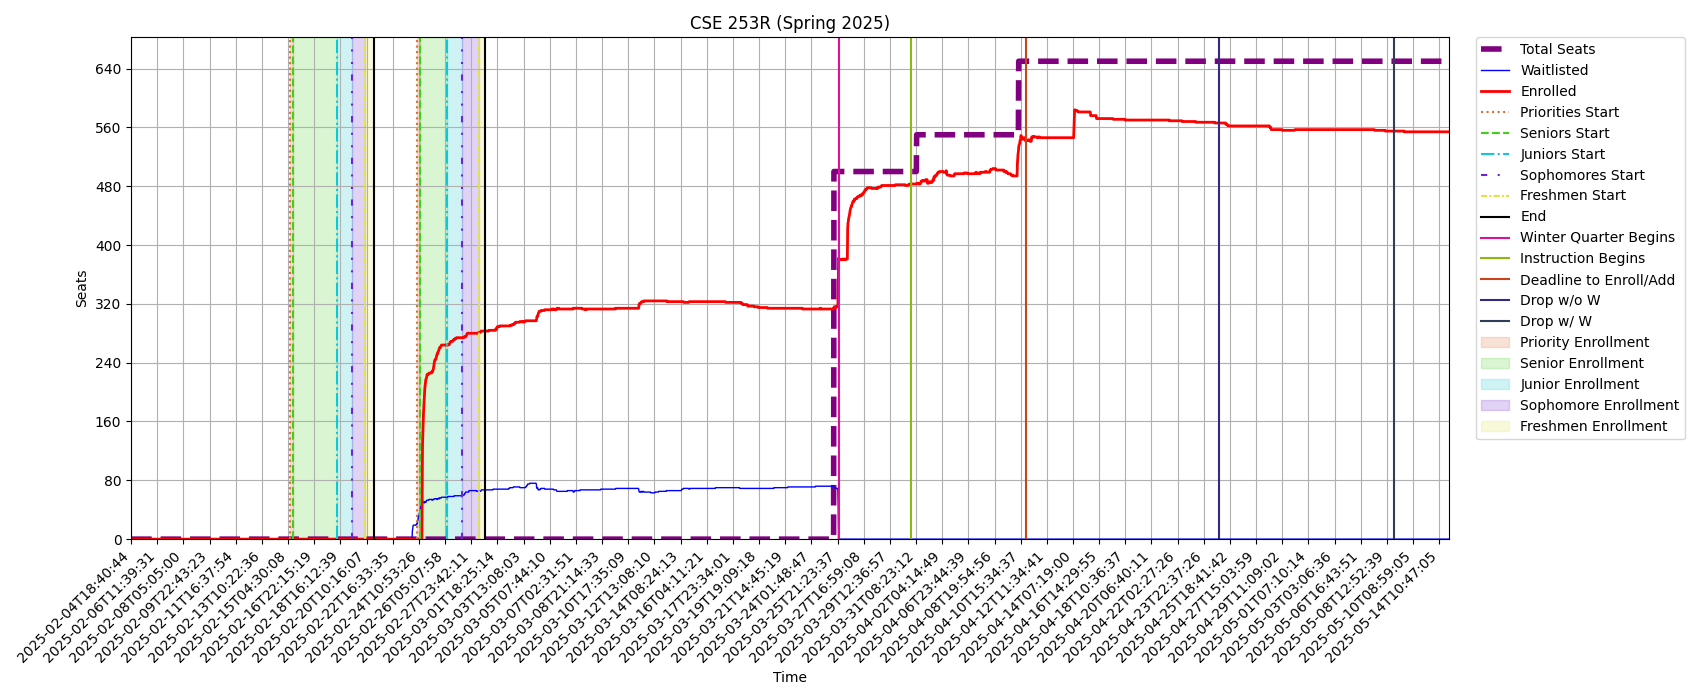 CSE 253R (Spring 2025)
Seats
640
560
480
400
320
240
160
80
0
2025-02-04T18:40:44
2025-02-06T11:39:31
2025-02-08T05:05:00
2025-02-09T22:43:23
2025-02-11T16:37:54
2025-02-13T10:22:36
2025-02-15T04:30:08
2025-02-16T22:15:19
2025-02-18T16:12:39
2025-02-20T10:16:07
2025-02-22T16:33:35
2025-02-24T10:53:26
2025-02-26T05:07:58
2025-02-27T23:42:11
2025-03-01T18:25:14
2025-03-03T13:08:03
2025-03-05T07:44:10
2025-03-07T02:31:51
2025-03-08T21:14:33
2025-03-10T17:35:09
2025-03-12T13:08:10
2025-03-14T08:24:13
2025-03-16T04:11:21
2025-03-17T23:34:01
2025-03-19T19:09:18
2025-03-21T14:45:19
2025-03-24T01:48:47
2025-03-25T21:23:37
2025-03-27T16:59:08
2025-03-29T12:36:57
2025-03-31T08:23:12
2025-04-02T04:14:49
2025-04-06T23:44:39
2025-04-08T19:54:56
2025-04-10T15:34:37
2025-04-12T11:34:41
2025-04-14T07:19:00
2025-04-16T14:29:55
2025-04-18T10:36:37
2025-04-20T06:40:11
2025-04-22T02:27:26
2025-04-23T22:37:26
2025-04-25T18:41:42
2025-04-27T15:03:59
2025-04-29T11:09:02
2025-05-01T07:10:14
2025-05-03T03:06:36
2025-05-06T16:43:51
2025-05-08T12:52:39
2025-05-10T08:59:05
2025-05-14T10:47:05
Time
Total Seats
Waitlisted
Enrolled
Priorities Start
Seniors Start
Juniors Start
Sophomores Start
Freshmen Start
End
Winter Quarter Begins
Instruction Begins
Deadline to Enroll/Add
Drop w/o W
Drop w/ W
Priority Enrollment
Senior Enrollment
Junior Enrollment
Sophomore Enrollment
Freshmen Enrollment